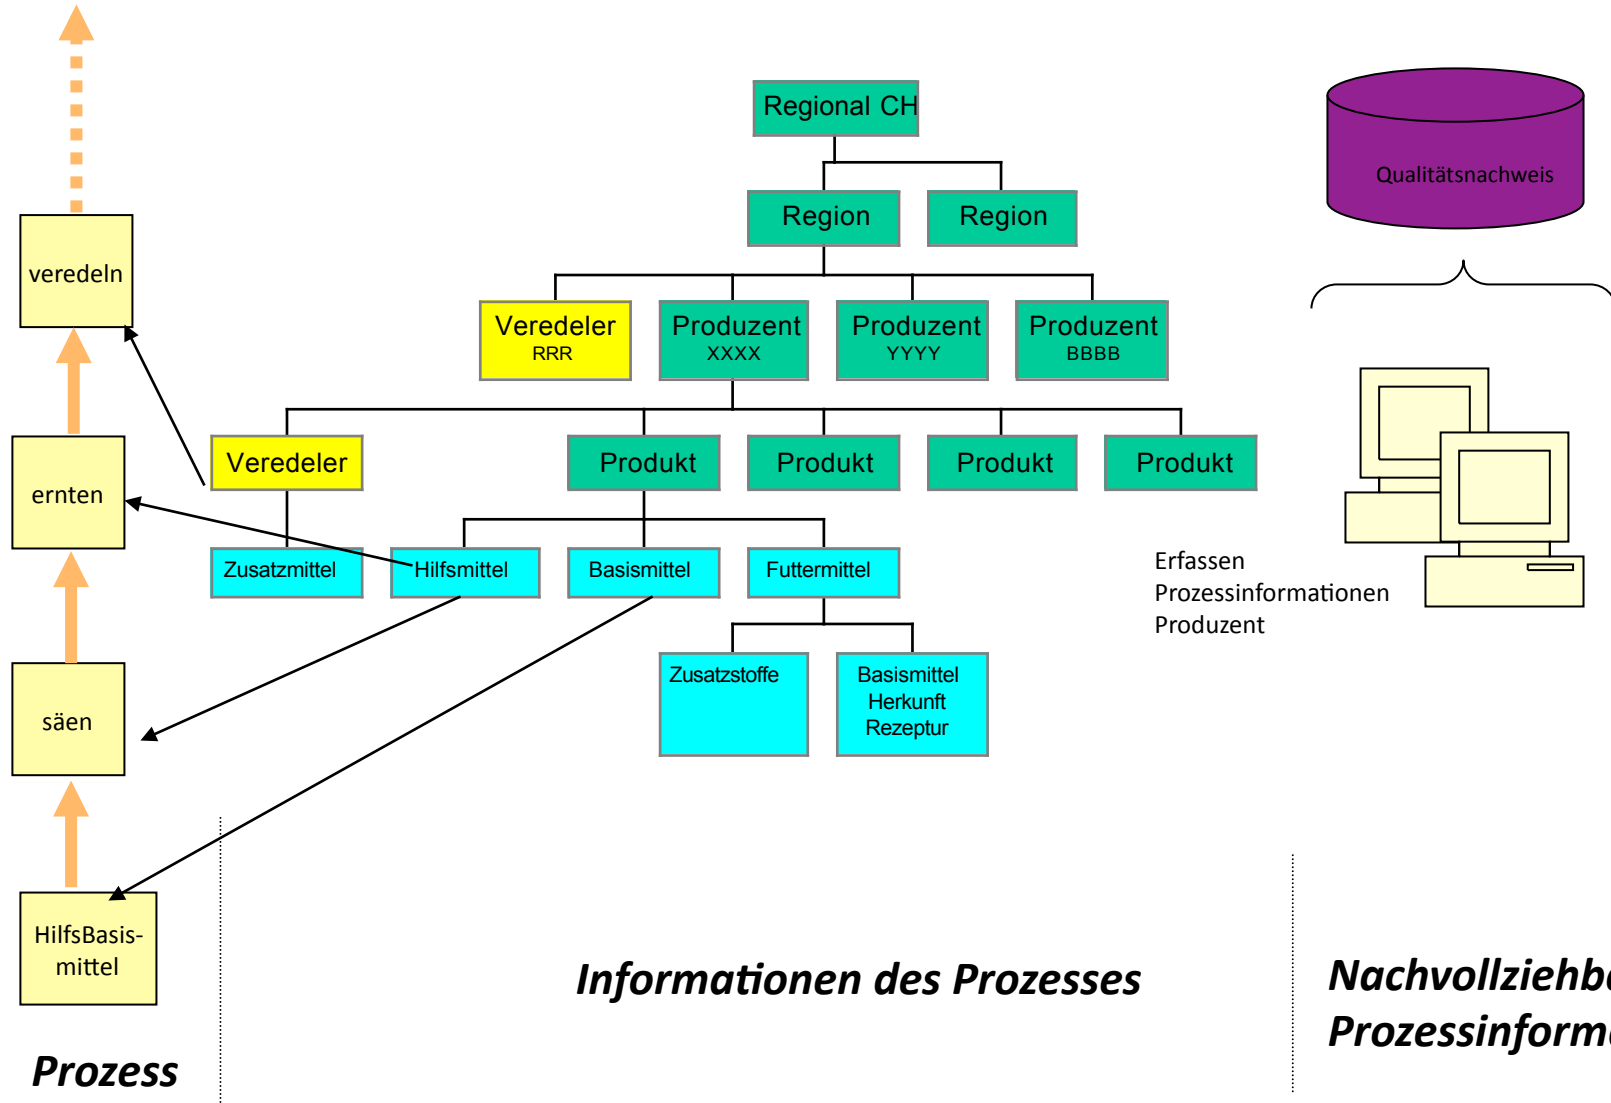 Regional CH
Qualitätsnachweis
Region
Region
veredeln
Veredeler
RRR
Produzent
XXXX
Produzent
YYYY
Produzent
BBBB
Veredeler
Produkt
Produkt
Produkt
Produkt
ernten
Zusatzmittel
Hilfsmittel
Basismittel
Futtermittel
Erfassen
Prozessinformationen
Produzent
Zusatzstoffe
Basismittel
Herkunft
Rezeptur
säen
HilfsBasis-
mittel
Informationen des Prozesses
Prozess